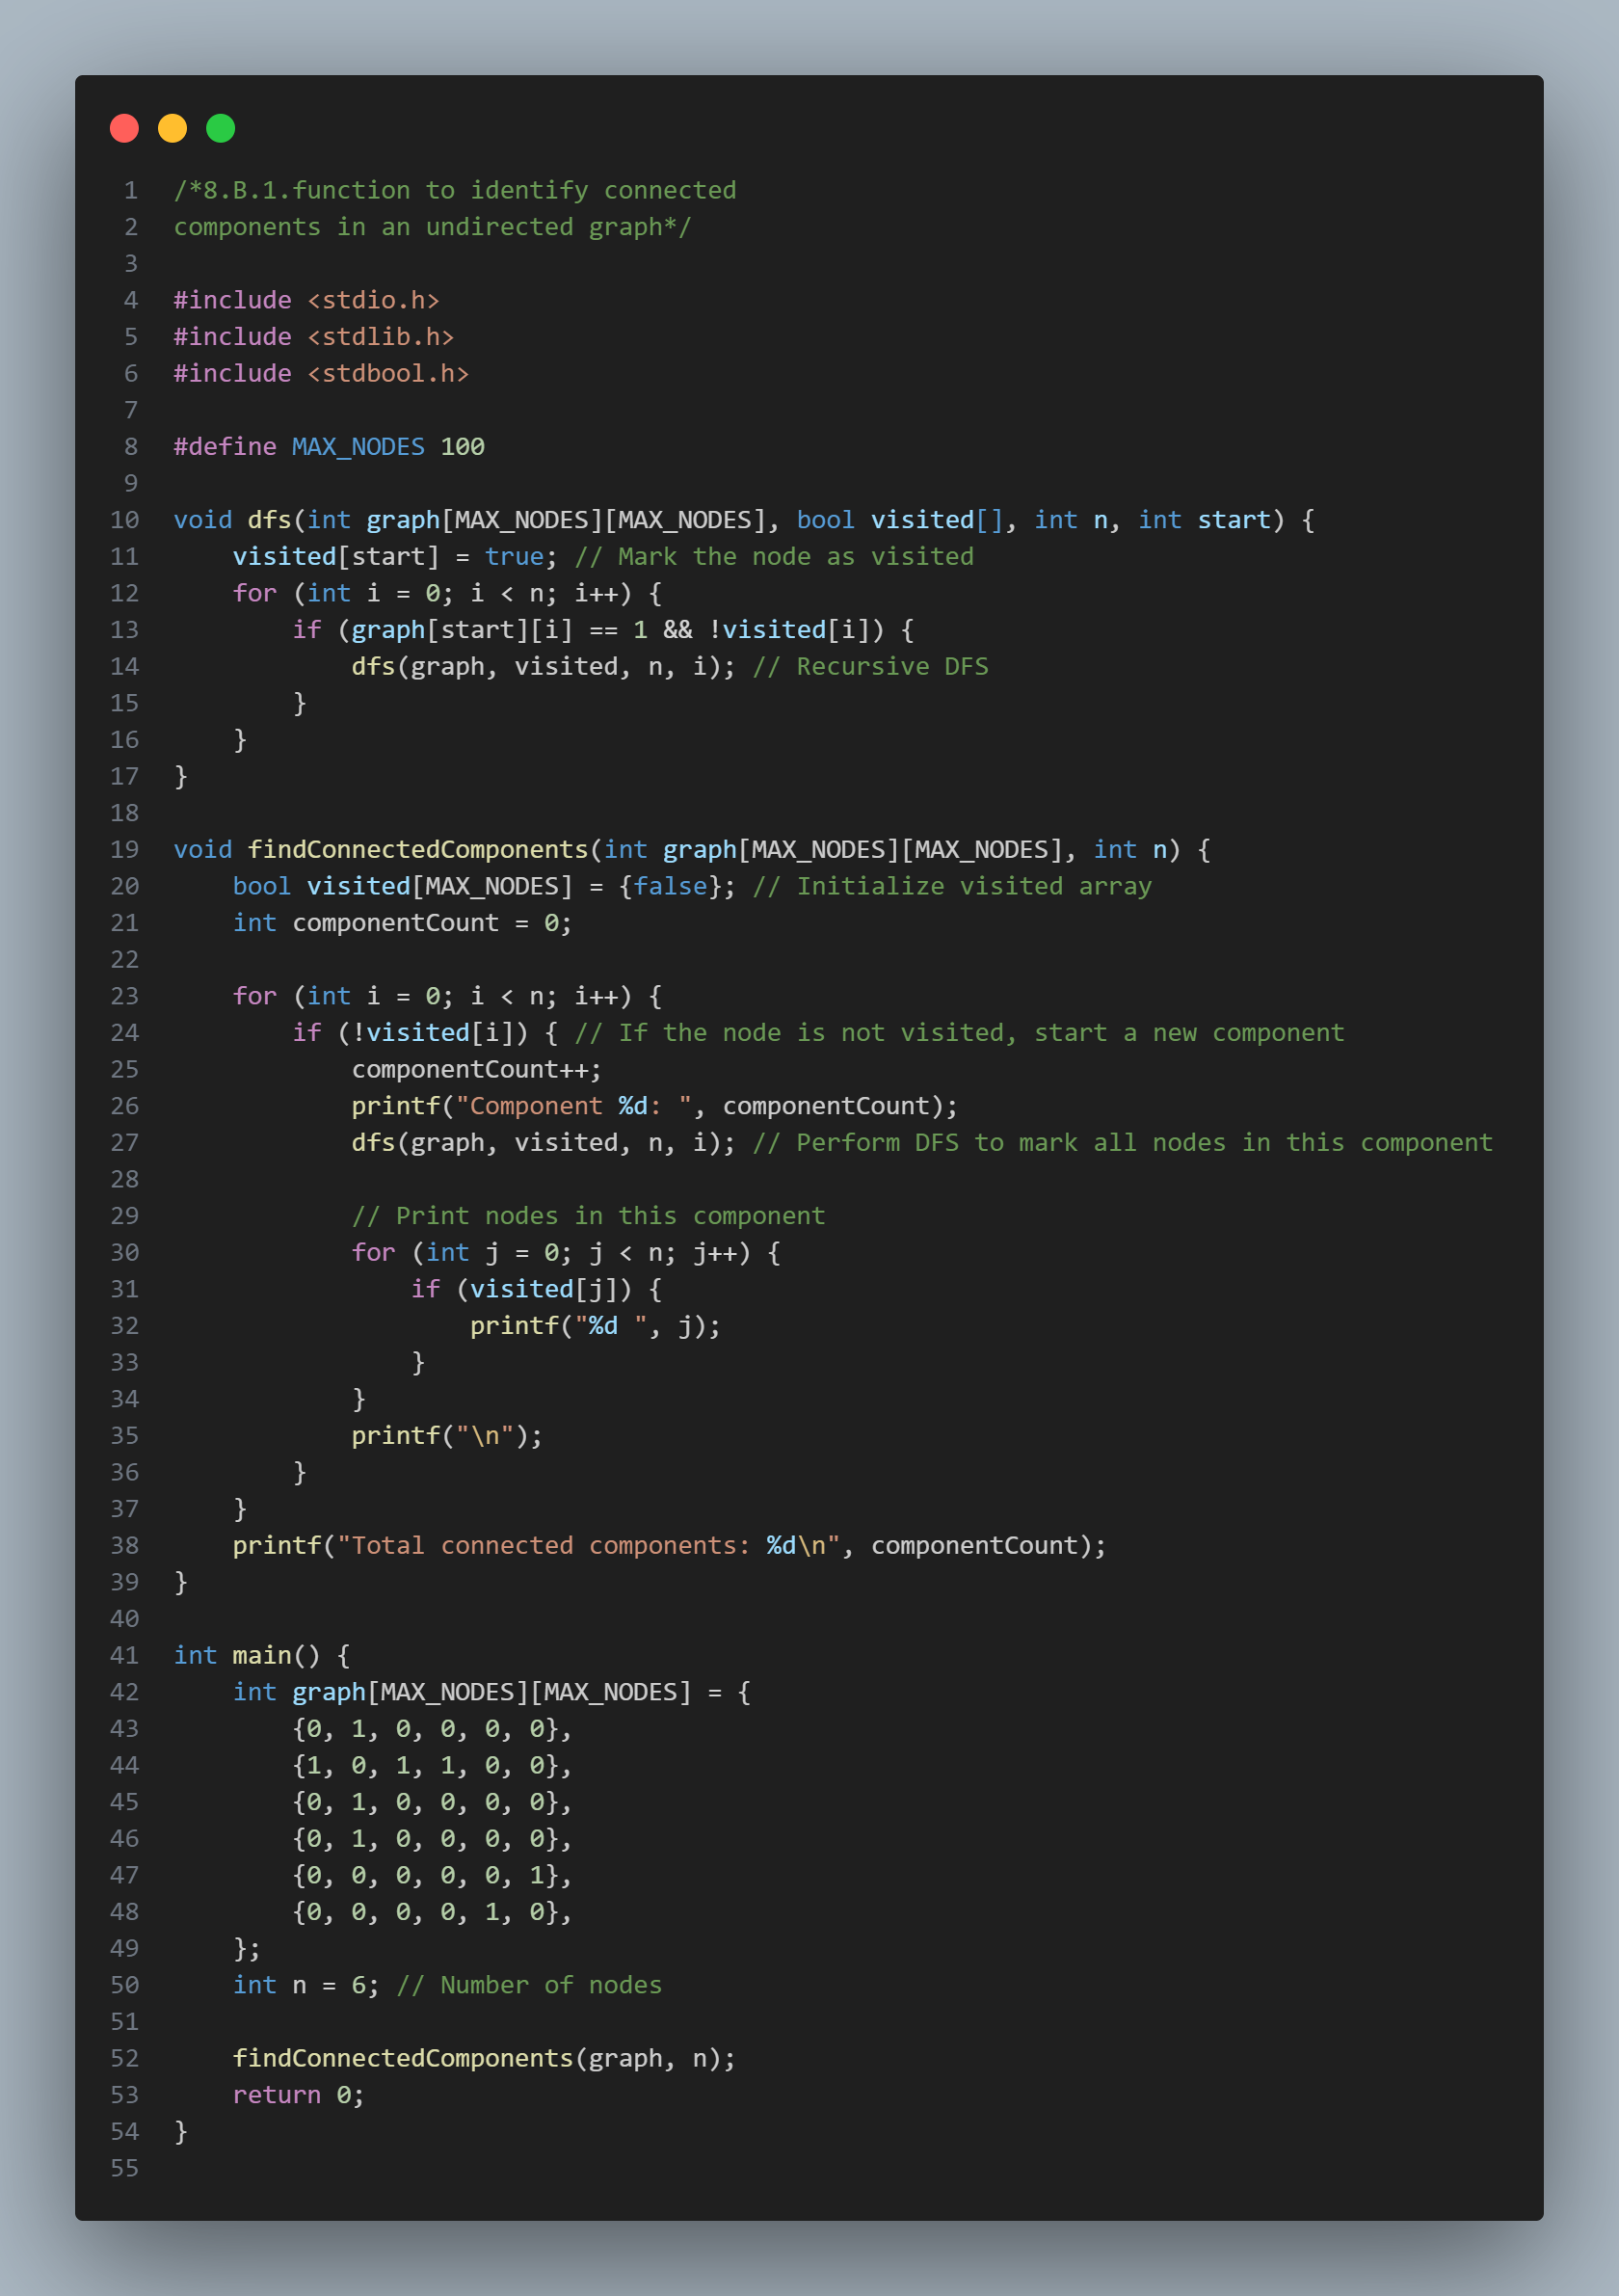 1 /*8.B.1.function to identify connected
2 components in an undirected graph*/
3
4 #include <stdio.h>
5 #include <stdlib.h>
6 #include <stdbool.h>
7
8 #define MAX_NODES 100
9
10 void dfs(int graph[MAX_NODES][MAX_NODES], bool visited[], int n, int start) {
11     visited[start] = true; // Mark the node as visited
12     for (int i = 0; i < n; i++) {
13         if (graph[start][i] == 1 && !visited[i]) {
14             dfs(graph, visited, n, i); // Recursive DFS
15         }
16     }
17 }
18
19 void findConnectedComponents(int graph[MAX_NODES][MAX_NODES], int n) {
20     bool visited[MAX_NODES] = {false}; // Initialize visited array
21     int componentCount = 0;
22
23     for (int i = 0; i < n; i++) {
24         if (!visited[i]) { // If the node is not visited, start a new component
25             componentCount++;
26             printf("Component %d: ", componentCount);
27             dfs(graph, visited, n, i); // Perform DFS to mark all nodes in this component
28
29             // Print nodes in this component
30             for (int j = 0; j < n; j++) {
31                 if (visited[j]) {
32                     printf("%d ", j);
33                 }
34             }
35             printf("\n");
36         }
37     }
38     printf("Total connected components: %d\n", componentCount);
39 }
40
41 int main() {
42     int graph[MAX_NODES][MAX_NODES] = {
43         {0, 1, 0, 0, 0, 0},
44         {1, 0, 1, 1, 0, 0},
45         {0, 1, 0, 0, 0, 0},
46         {0, 1, 0, 0, 0, 0},
47         {0, 0, 0, 0, 0, 1},
48         {0, 0, 0, 0, 1, 0},
49     };
50     int n = 6; // Number of nodes
51
52     findConnectedComponents(graph, n);
53     return 0;
54 }
55